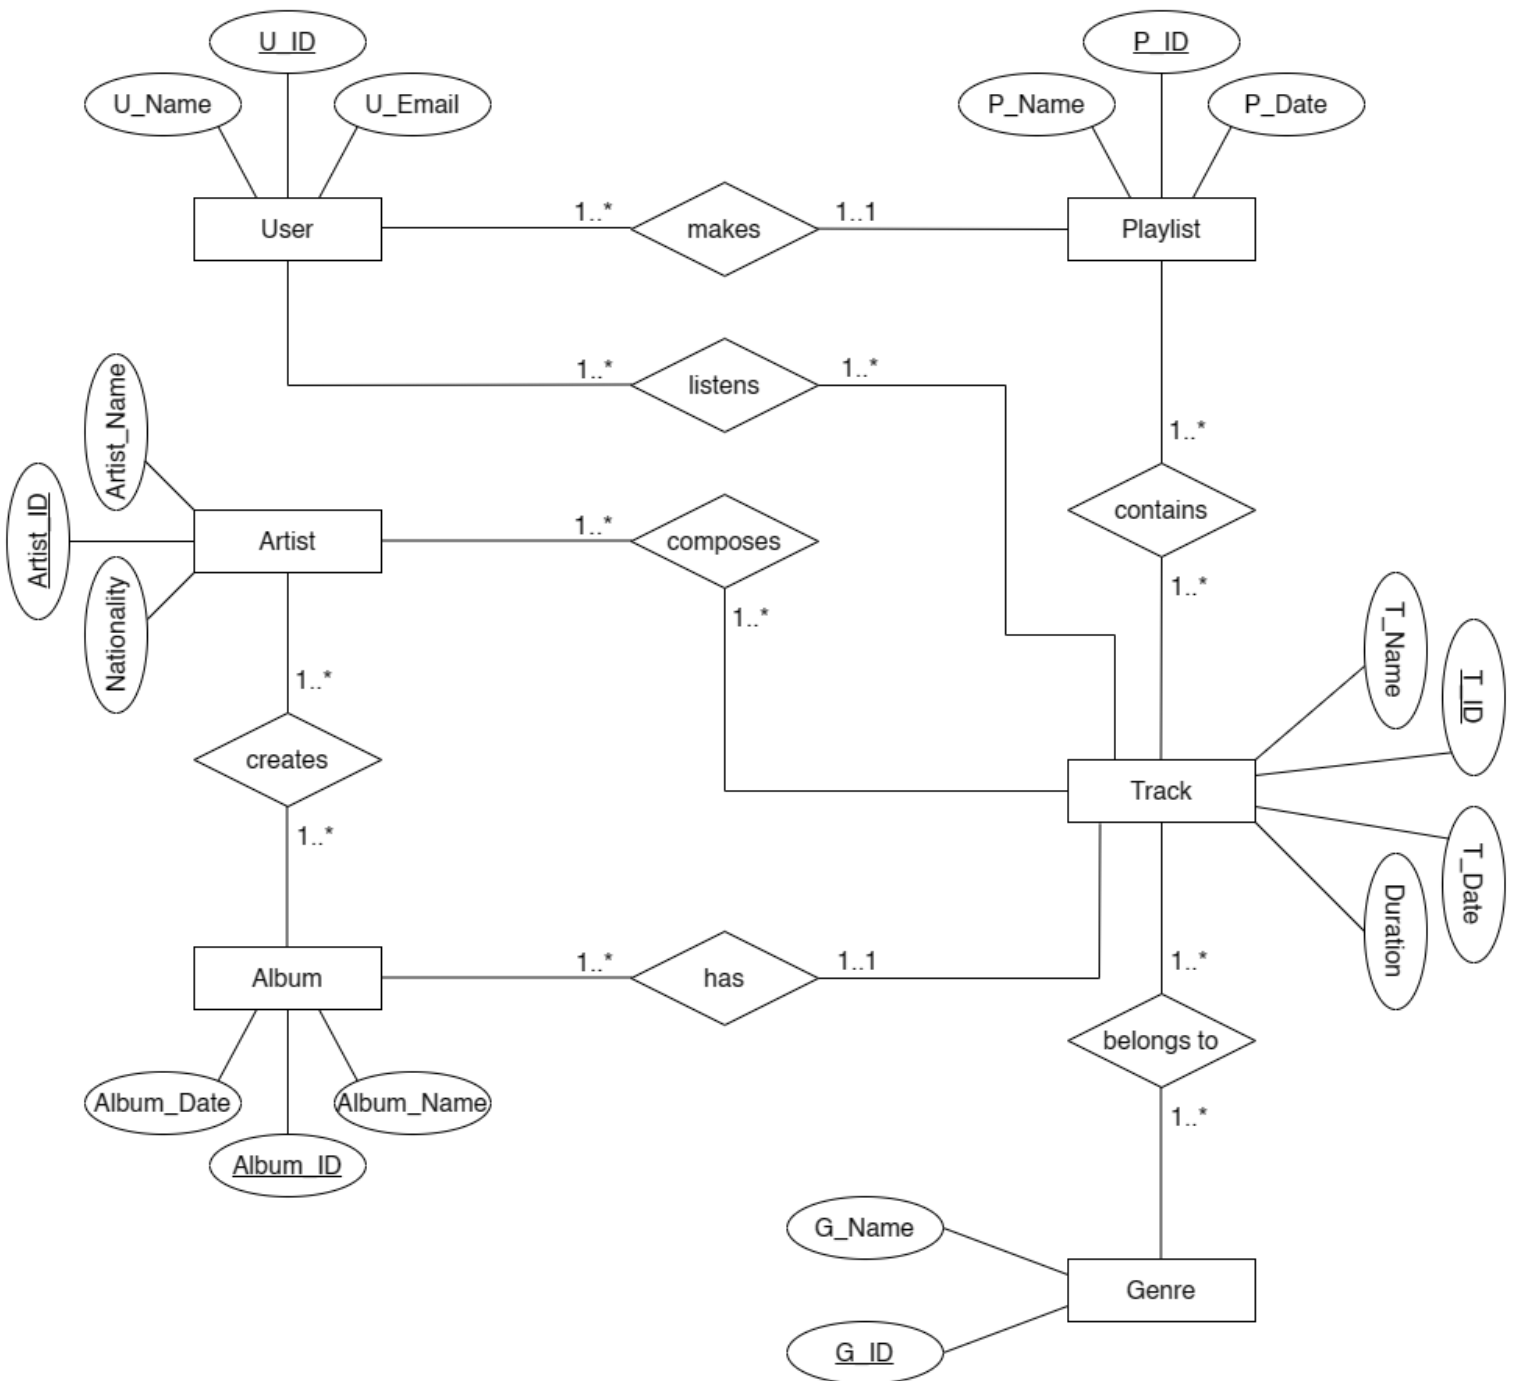 U_ID
P_ID
U_Name
U_Email
P_Name
P_Date
User
1..*
makes
1..1
Playlist
1..*
listens
1..*
Artist_Name
1..*
Artist_ID
Artist
1..*
composes
contains
Nationality
1..*
1..*
T_Name
T_ID
1..*
creates
Track
1..*
T_Date
Duration
Album
1..*
has
1..1
1..*
belongs to
Album_Date
Album_Name
1..*
Album_ID
G_Name
Genre
G_ID